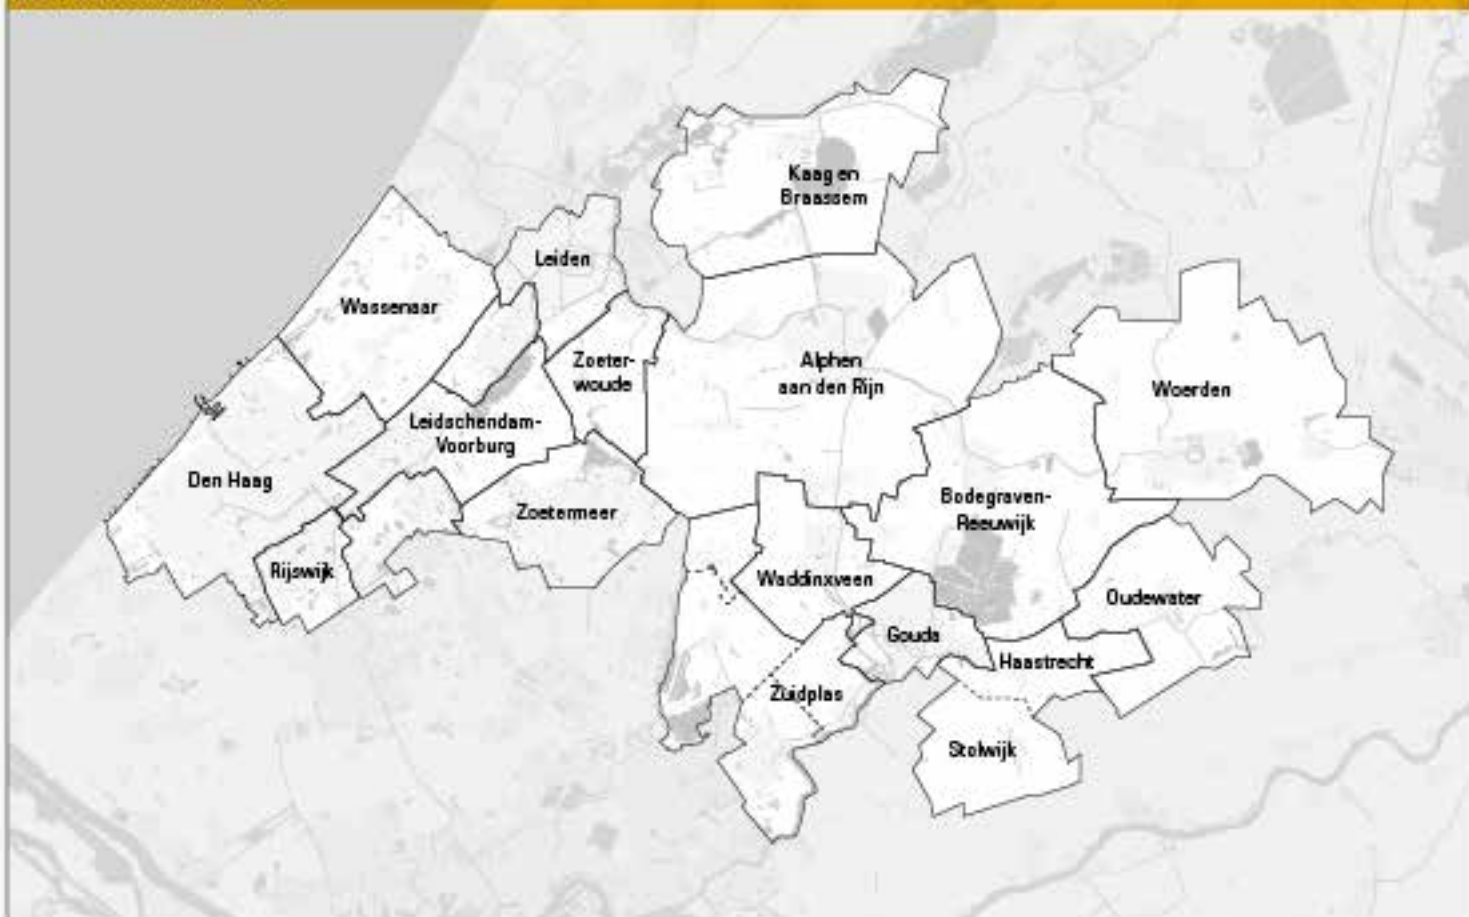 Kaag en
Braassem
Leiden
Wassenaar
Zoeter-
woude
Alphen
aan den Rijn
Woerden
Leidschendam-
Voorburg
Den Haag
Zoetermeer
Bodegraven-
Reeuwijk
Rijswijk
Waddinxveen
Oudewater
Gouda
Haastrecht
Zuidplas
Stolwijk